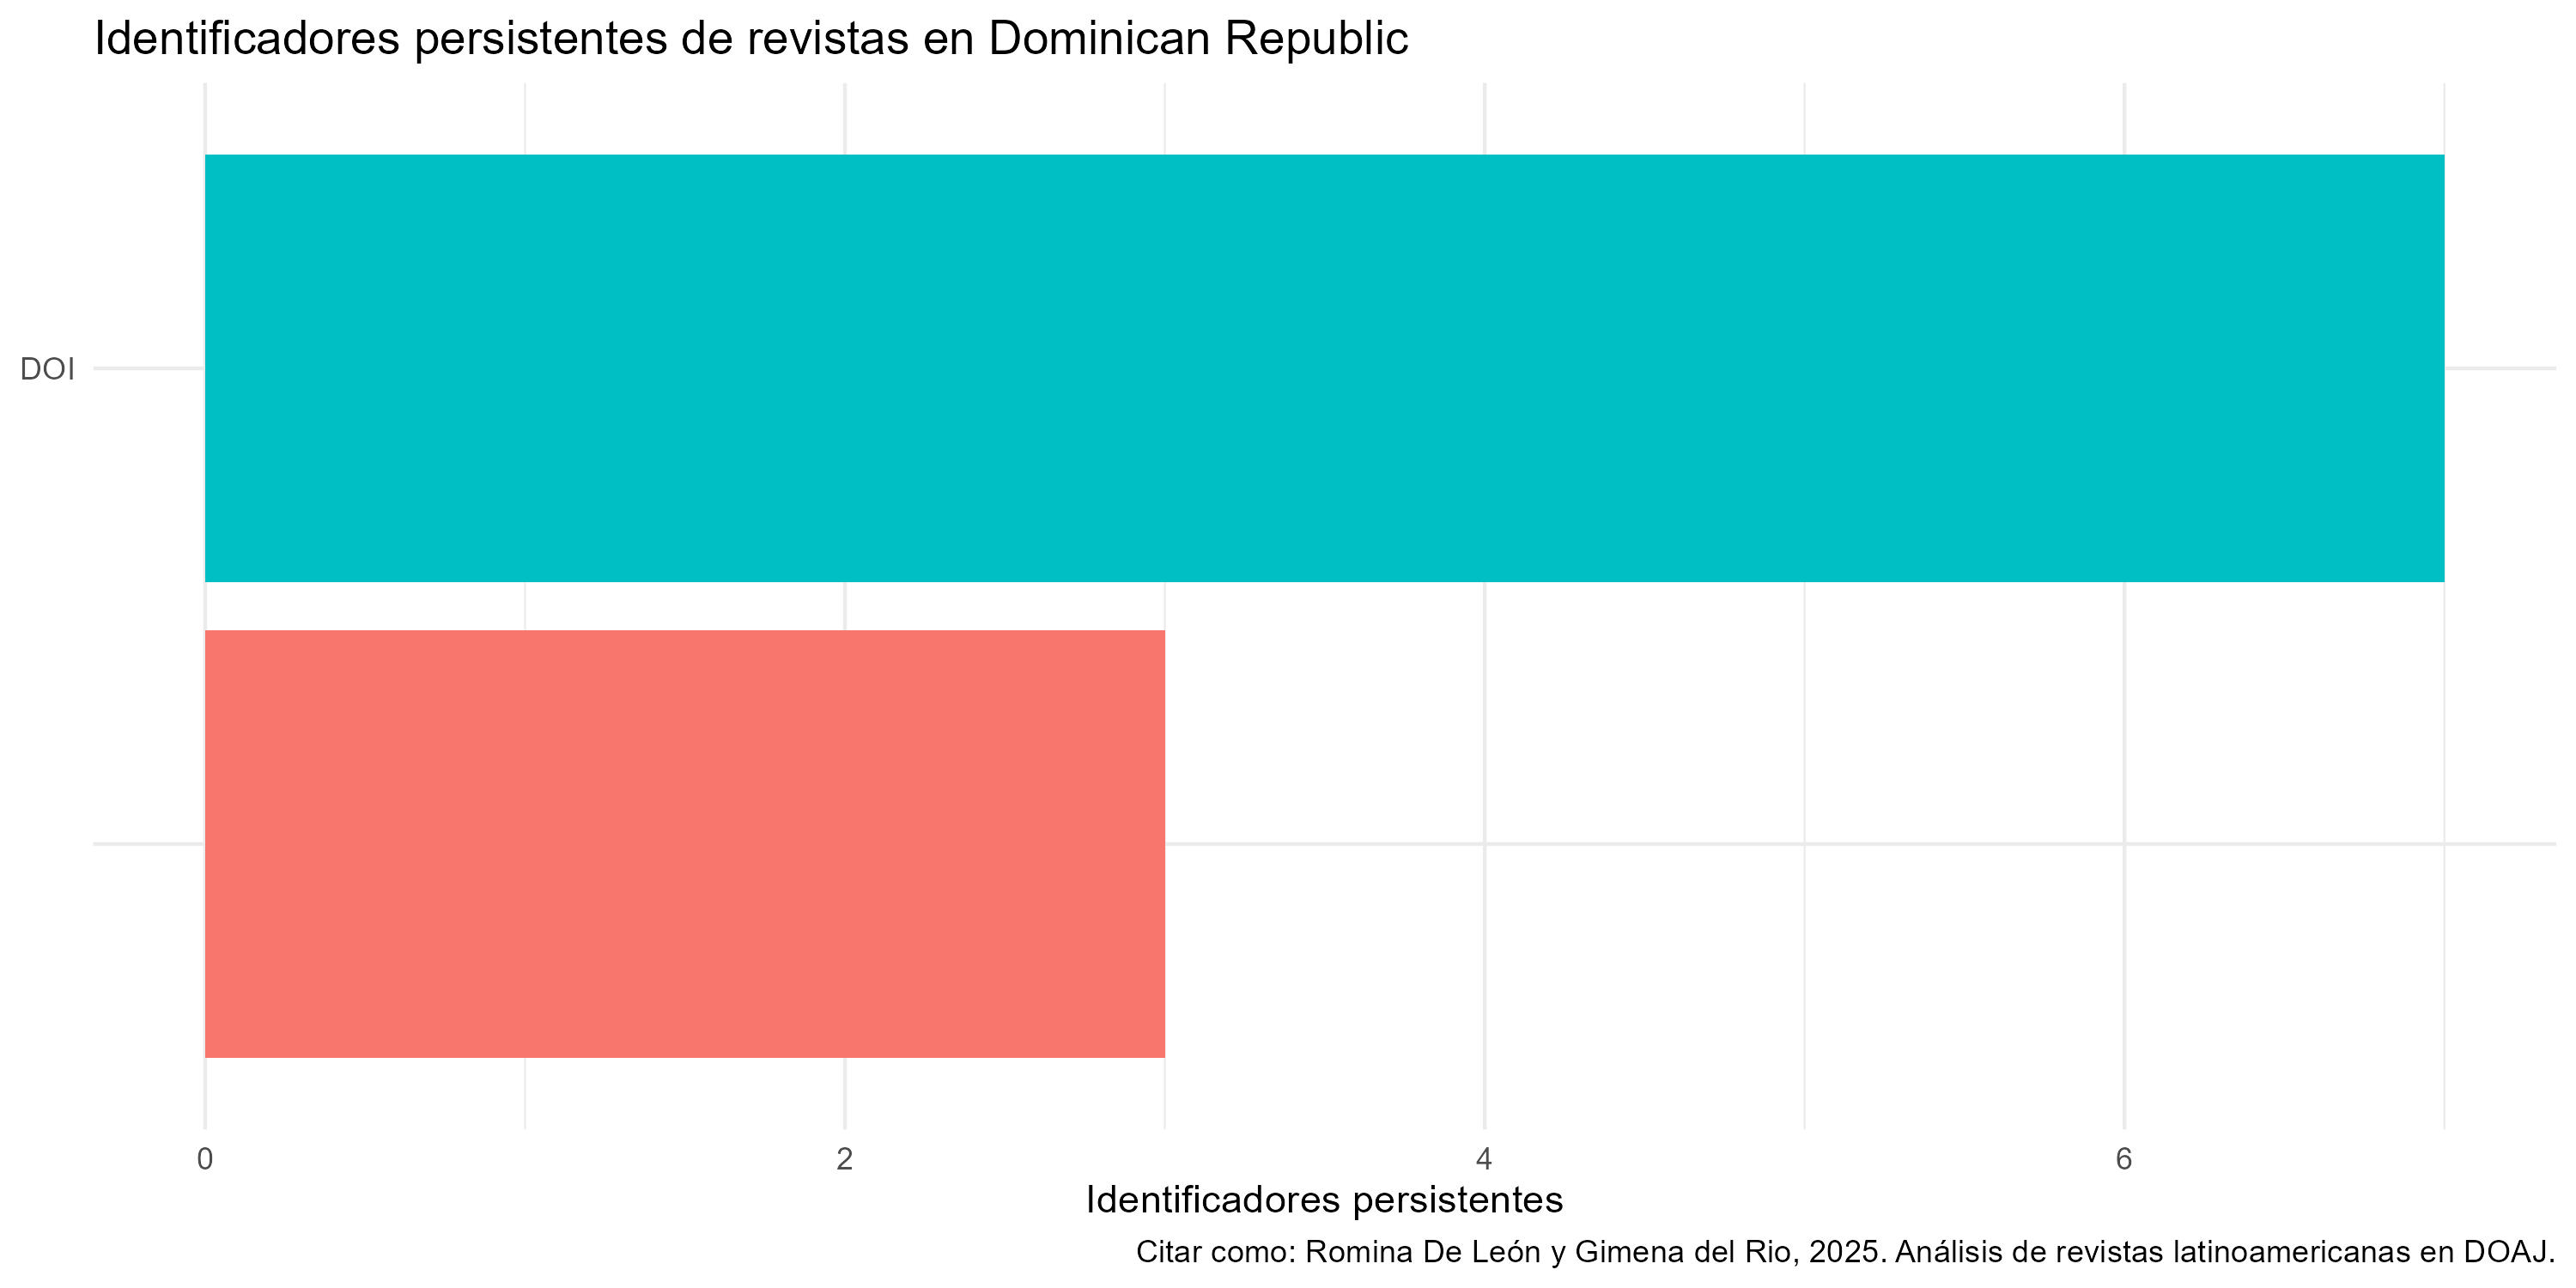 Identificadores persistentes de revistas en Dominican Republic
DOI
0 2 4 6
Identificadores persistentes
Citar como: Romina De León y Gimena del Rio, 2025. Análisis de revistas latinoamericanas en DOAJ.